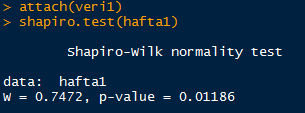 > attach(veri1)
> shapiro.test(hafta1)
Shapiro-Wilk normality test
data:  hafta1
W = 0.7472, p-value = 0.01186